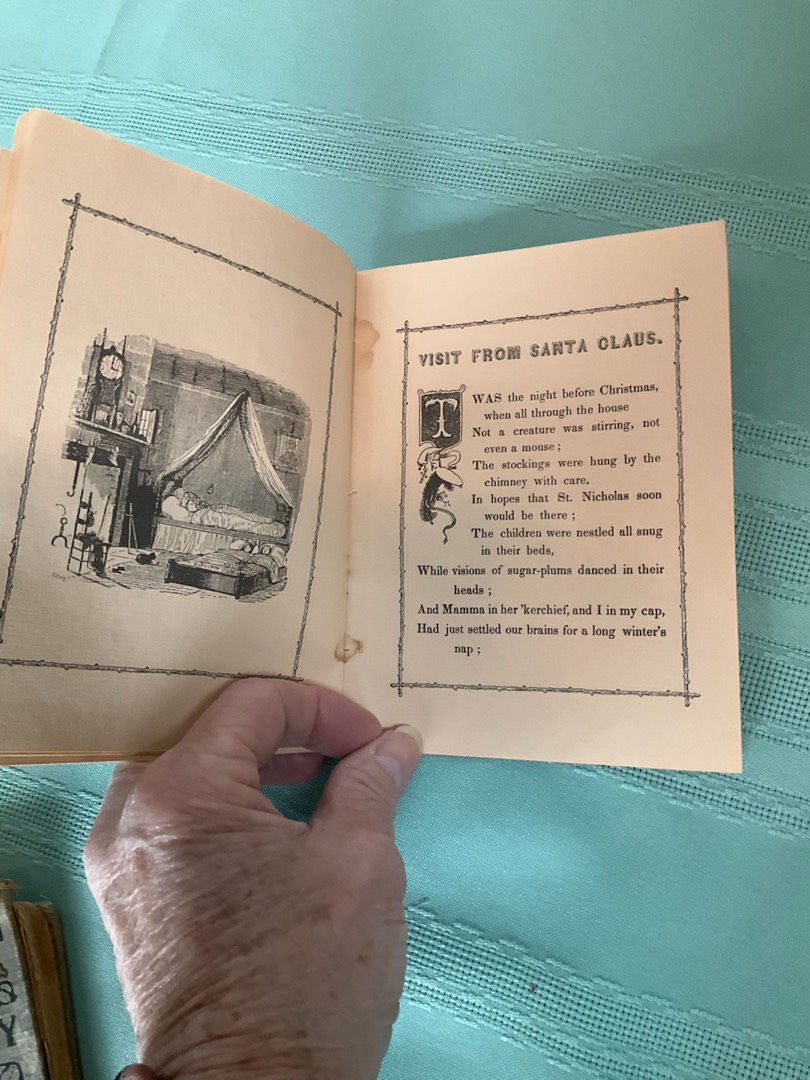 VISIT FROM SANTA CLAUS.
TWAS the night before Christmas,
when all through the house
Not a creature was stirring, not
even a mouse;
The stockings were hung by the
chimney with care,
In hopes that St. Nicholas soon
would be there;
The children were nestled all snug
in their beds,
While visions of sugar-plums danced in their
heads;
And Mamma in her 'kerchief, and I in my cap,
Had just settled our brains for a long winter's
nap;
Y